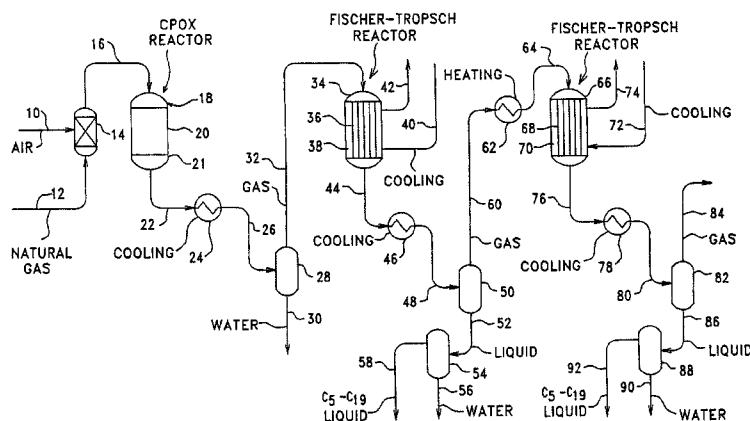 FISCHER-TROPSCH
REACTOR
FISCHER-TROPSCH
REACTOR
CPOX
REACTOR
16
10
AIR
14
18
20
21
12
NATURAL
GAS
22
COOLING
24
26
28
WATER
30
32
GAS
34
36
38
42
40
COOLING
44
COOLING
46
48
50
52
LIQUID
54
56
WATER
58
C5-C19
LIQUID
60
GAS
HEATING
62
64
66
68
70
74
72
COOLING
76
COOLING
78
80
82
84
GAS
86
LIQUID
88
90
WATER
92
C5-C19
LIQUID